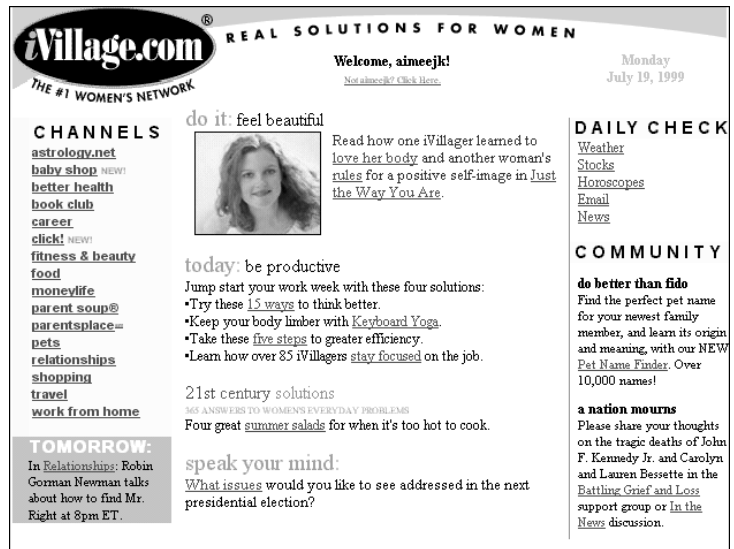 iVillage.com®
REAL SOLUTIONS FOR WOMEN
THE #1 WOMEN'S NETWORK
Welcome, aimeejk!
Not aimeejk? Click Here.
Monday
July 19, 1999
CHANNELS
astrology.net
baby shop NEW!
better health
book club
career
click! NEW!
fitness & beauty
food
moneylife
parent soup®
parentsplace
pets
relationships
shopping
travel
work from home
TOMORROW:
In Relationships: Robin
Gorman Newman talks
about how to find Mr.
Right at 8pm ET.
do it: feel beautiful
Read how one iVillager learned to
love her body and another woman's
rules for a positive self-image in Just
the Way You Are.
today: be productive
Jump start your work week with these four solutions:
•Try these 15 ways to think better.
•Keep your body limber with Keyboard Yoga.
•Take these five steps to greater efficiency.
•Learn how over 85 iVillagers stay focused on the job.
21st century solutions
365 ANSWERS TO WOMEN'S EVERYDAY PROBLEMS
Four great summer salads for when it's too hot to cook.
speak your mind:
What issues would you like to see addressed in the next
presidential election?
DAILY CHECK
Weather
Stocks
Horoscopes
Email
News
COMMUNITY
do better than fido
Find the perfect pet name
for your newest family
member, and learn its origin
and meaning, with our NEW
Pet Name Finder. Over
10,000 names!
a nation mourns
Please share your thoughts
on the tragic deaths of John
F. Kennedy Jr. and Carolyn
and Lauren Bessette in the
Battling Grief and Loss
support group or In the
News discussion.